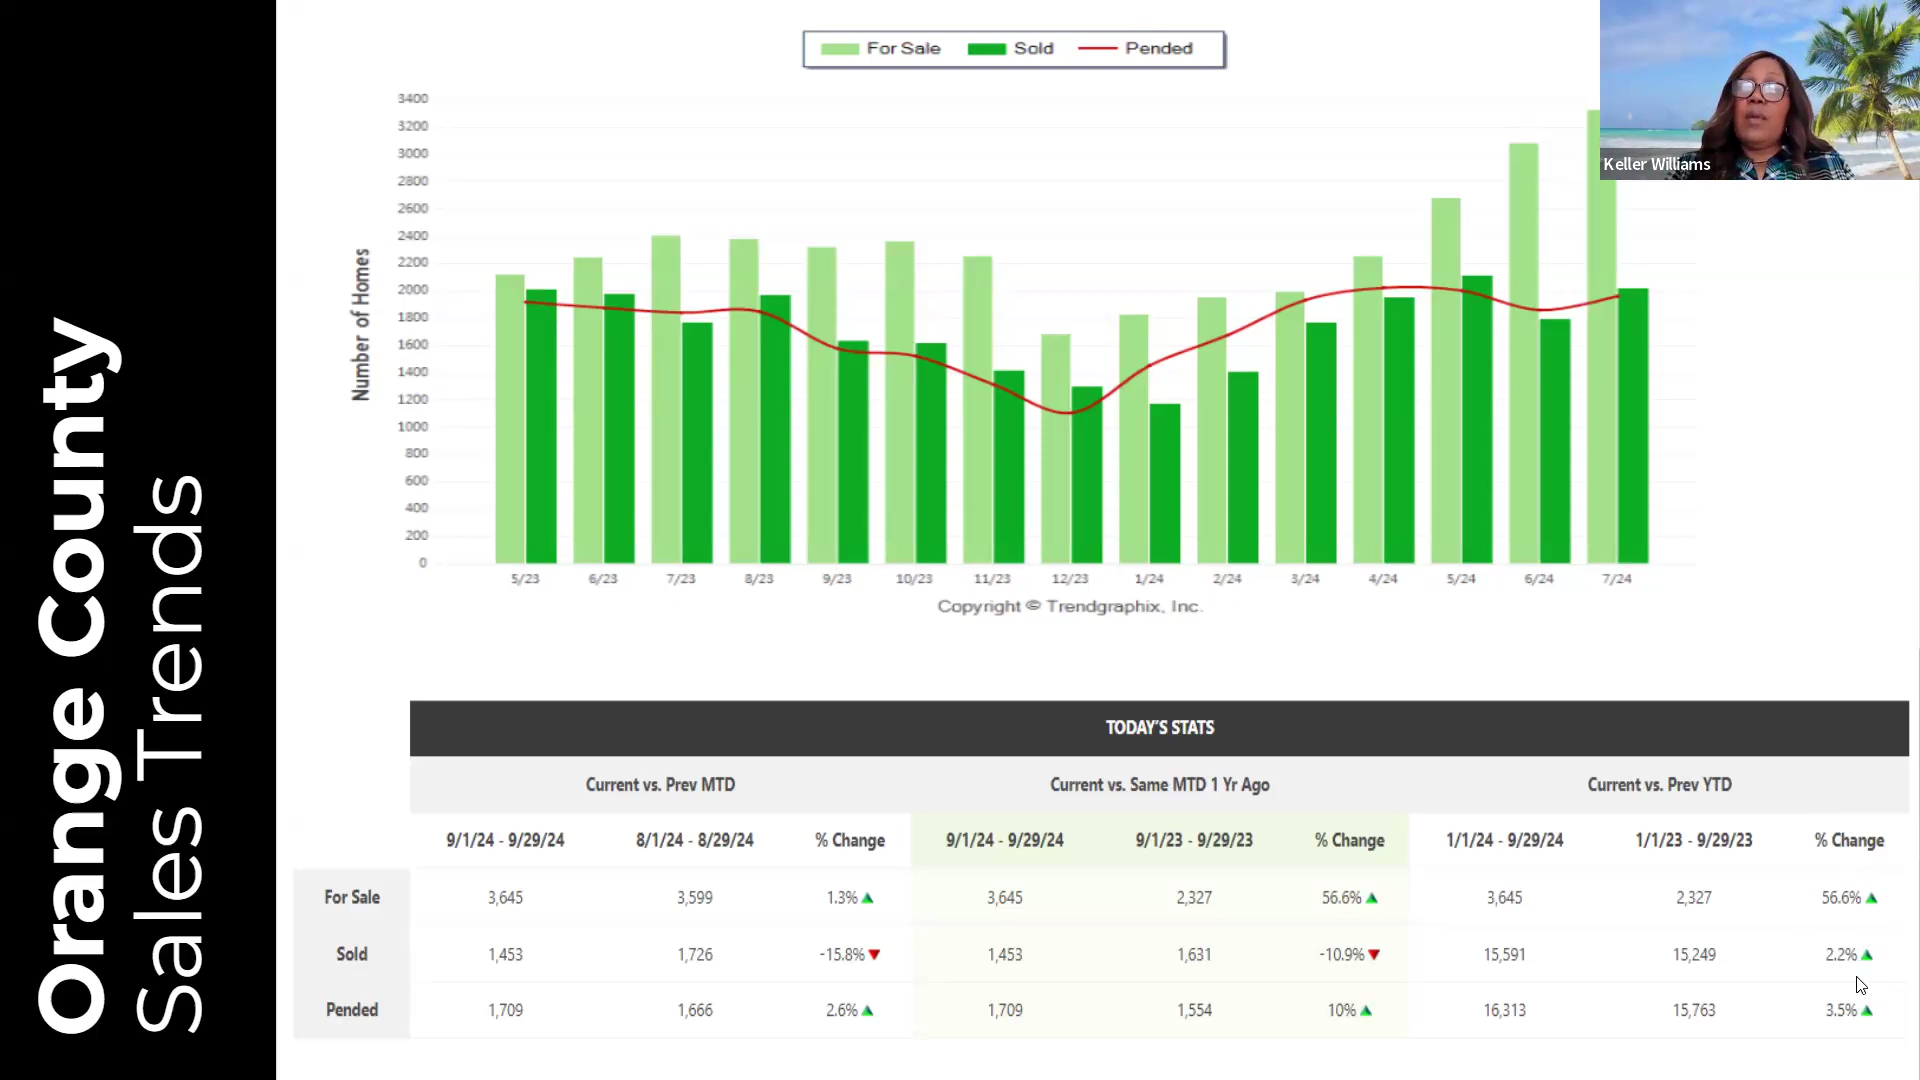 Orange County
Sales Trends
For Sale Sold Pended
Keller Williams
Number of Homes
3400
3200
3000
2800
2600
2400
2200
2000
1800
1600
1400
1200
1000
800
600
400
200
0
5/23 6/23 7/23 8/23 9/23 10/23 11/23 12/23 1/24 2/24 3/24 4/24 5/24 6/24 7/24
Copyright © Trendgraphix, Inc.
TODAY'S STATS
Current vs. Prev MTD Current vs. Same MTD 1 Yr Ago Current vs. Prev YTD
9/1/24 - 9/29/24 8/1/24 - 8/29/24 % Change 9/1/24 - 9/29/24 9/1/23 - 9/29/23 % Change 1/1/24 - 9/29/24 1/1/23 - 9/29/23 % Change
For Sale 3,645 3,599 1.3% 3,645 2,327 56.6% 3,645 2,327 56.6%
Sold 1,453 1,726 -15.8% 1,453 1,631 -10.9% 15,591 15,249 2.2%
Pended 1,709 1,666 2.6% 1,709 1,554 10% 16,313 15,763 3.5%